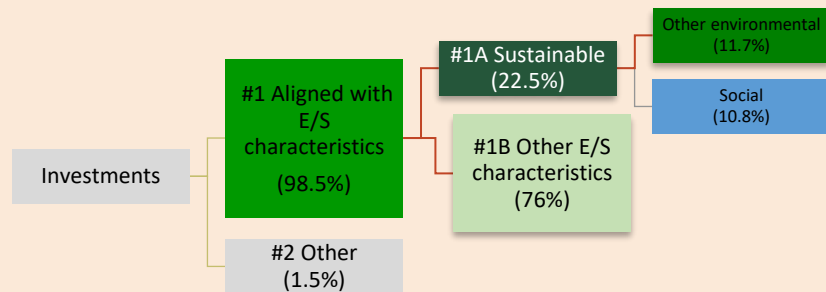 Investments
#1 Aligned with
E/S
characteristics
(98.5%)
#2 Other
(1.5%)
#1A Sustainable
(22.5%)
#1B Other E/S
characteristics
(76%)
Other environmental
(11.7%)
Social
(10.8%)